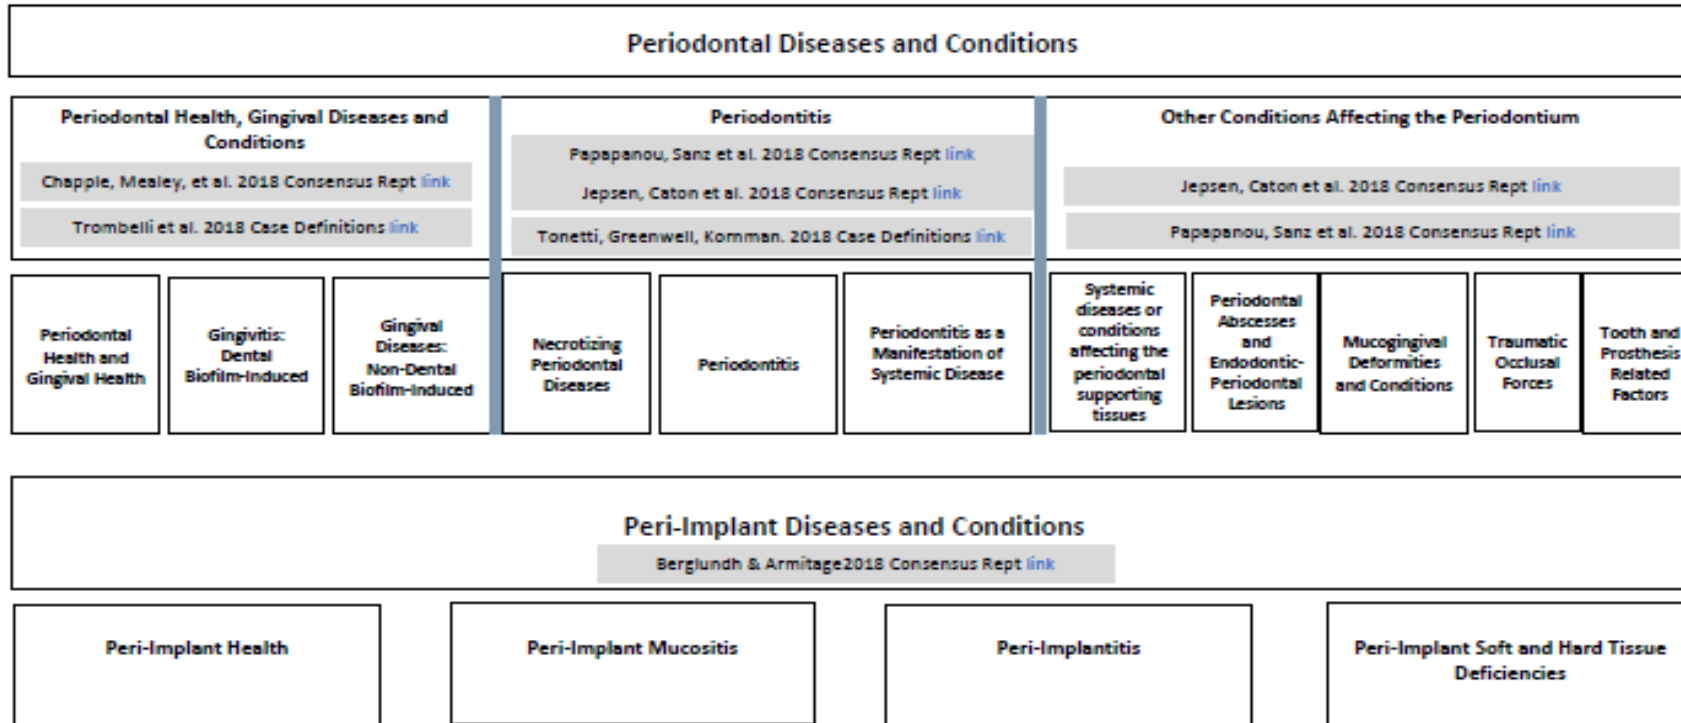 Periodontal Diseases and Conditions
Periodontal Health, Gingival Diseases and
Conditions
Chapple, Mealey, et al. 2018 Consensus Rept link
Trombelli et al. 2018 Case Definitions link
Periodontitis
Papapanou, Sanz et al. 2018 Consensus Rept link
Jepsen, Caton et al. 2018 Consensus Rept link
Tonetti, Greenwell, Kornman. 2018 Case Definitions link
Other Conditions Affecting the Periodontium
Jepsen, Caton et al. 2018 Consensus Rept link
Papapanou, Sanz et al. 2018 Consensus Rept link
Periodontal
Health and
Gingival Health
Gingivitis:
Dental
Biofilm-Induced
Gingival
Diseases:
Non-Dental
Biofilm-Induced
Necrotizing
Periodontal
Diseases
Periodontitis
Periodontitis as a
Manifestation of
Systemic Disease
Systemic
diseases or
conditions
affecting the
periodontal
supporting
tissues
Periodontal
Abscesses
and
Endodontic-
Periodontal
Lesions
Mucogingival
Deformities
and Conditions
Traumatic
Occlusal
Forces
Tooth and
Prosthesis
Related
Factors
Peri-Implant Diseases and Conditions
Berglundh & Armitage2018 Consensus Rept link
Peri-Implant Health
Peri-Implant Mucositis
Peri-Implantitis
Peri-Implant Soft and Hard Tissue
Deficiencies